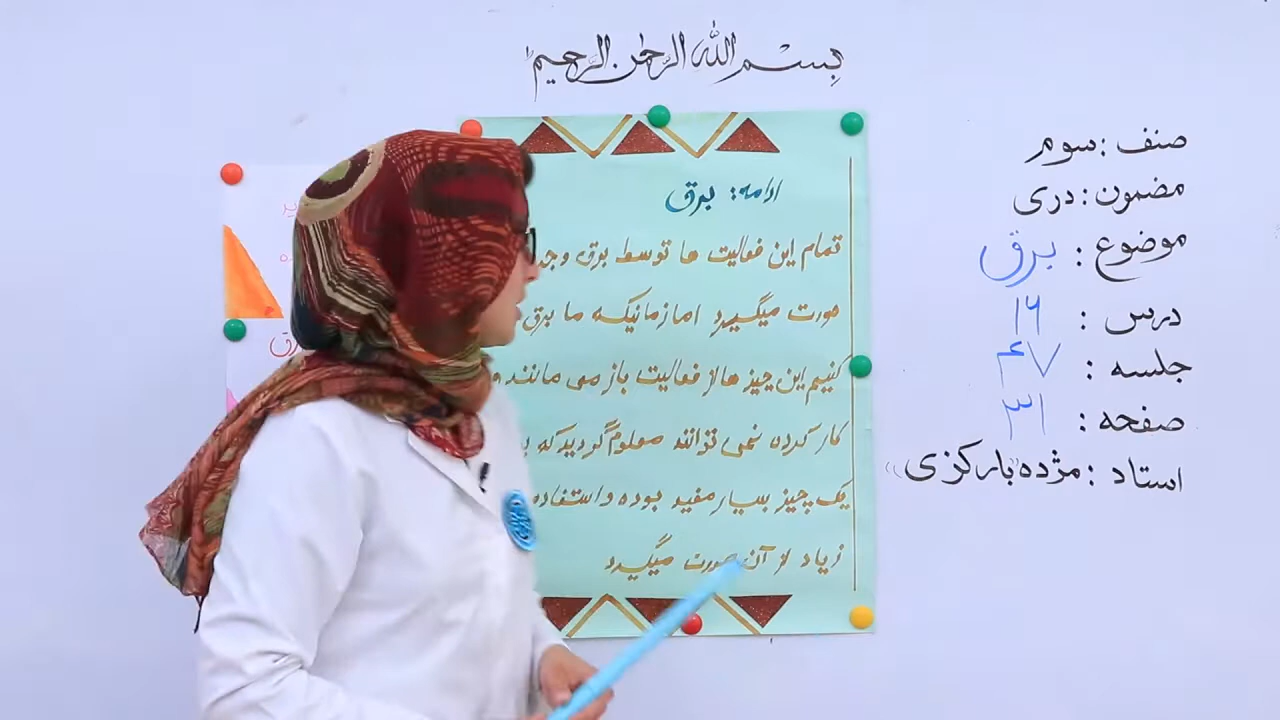 بسم الله الرحمن الرحیم
صنف : سوم
مضمون : دری
موضوع : برق
درس : ۱۶
جلسه : ۴۷
صفحه : ۳۱
استاد : مژده "بارکزی"
ادامه: برق
تمام این فعالیت ها توسط برق
صورت میگیرد اما زمانیکه ما برق
کنیم این چیز ها از فعالیت باز می مانند و
کار کرده نمی توانند معلوم گردید که
یک چیز بسیار مفید بوده و استفاده
زیاد از آن صورت میگیرد